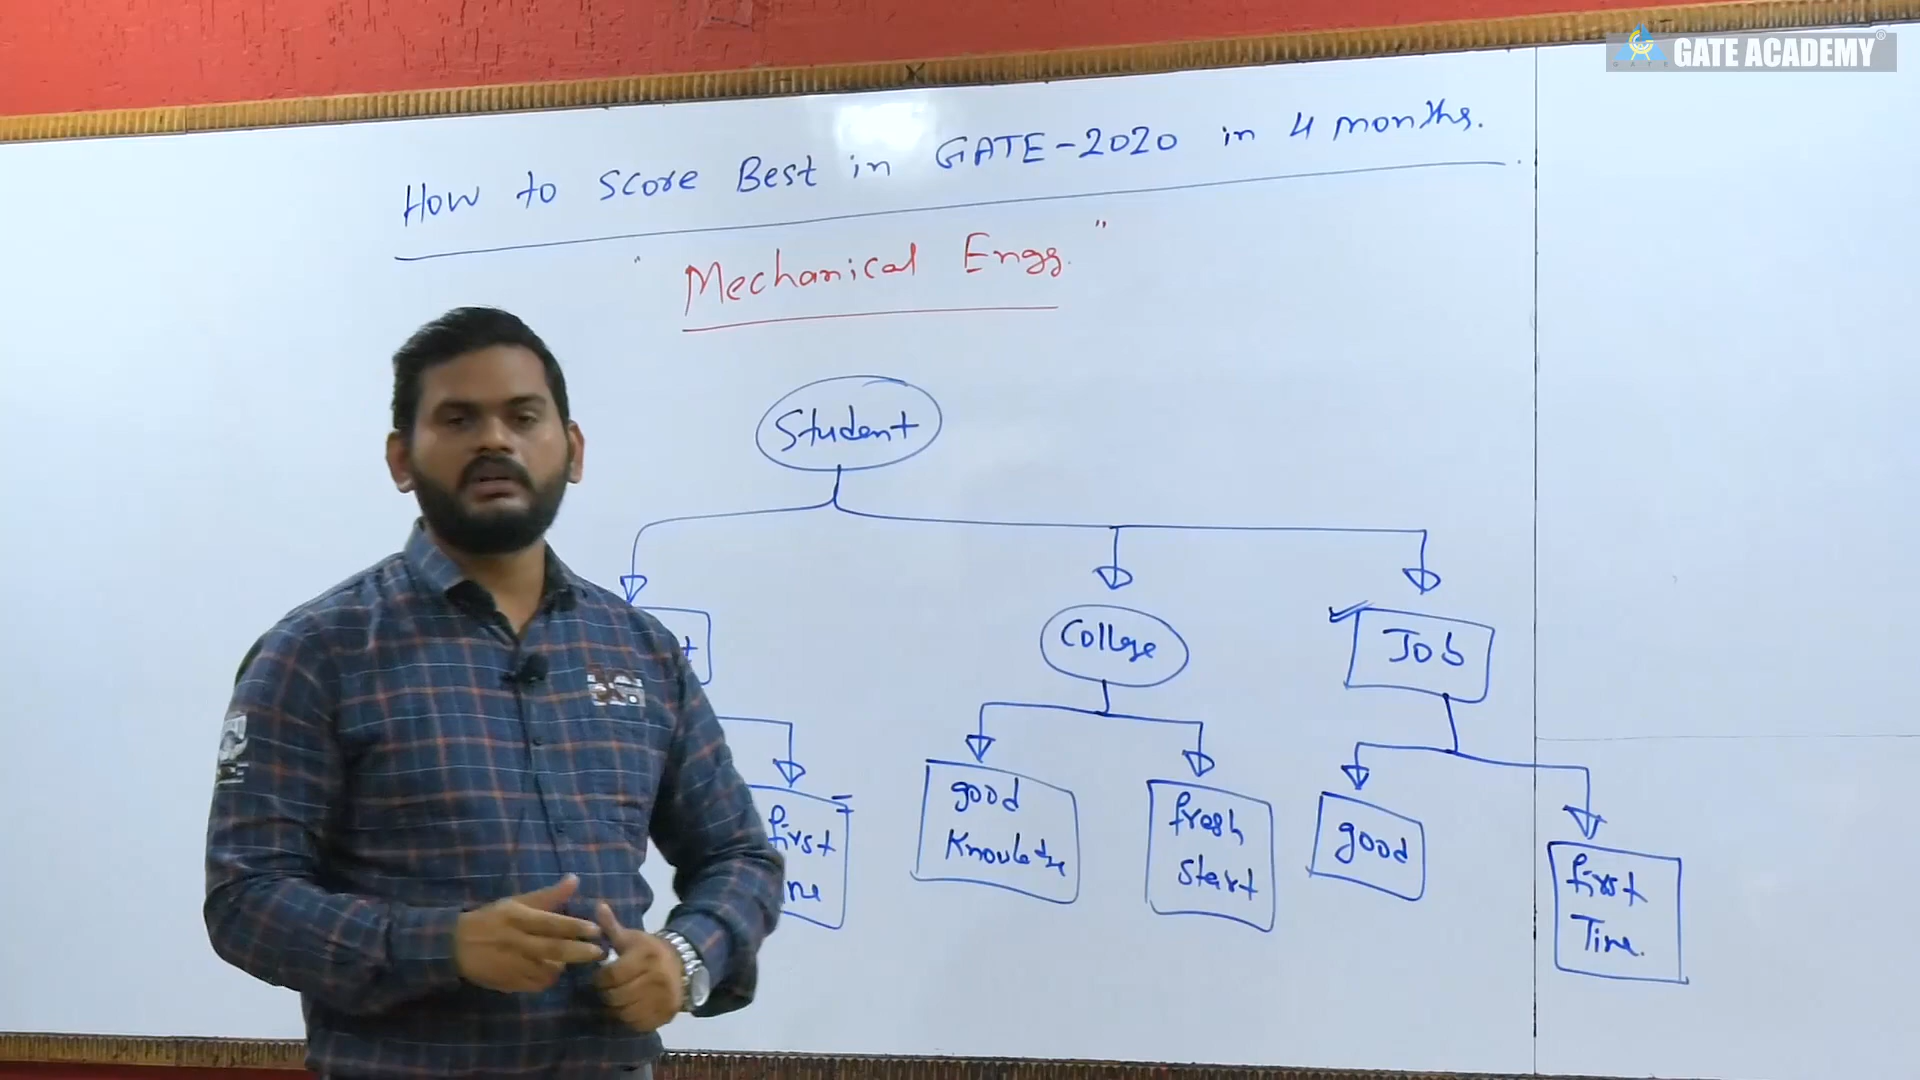 GATE ACADEMY®
GATE
How to score Best in GATE-2020 in 4 months.
"Mechanical Engg."
Student
College
Job
first
good
Knowledge
fresh
Start
good
first
Time.